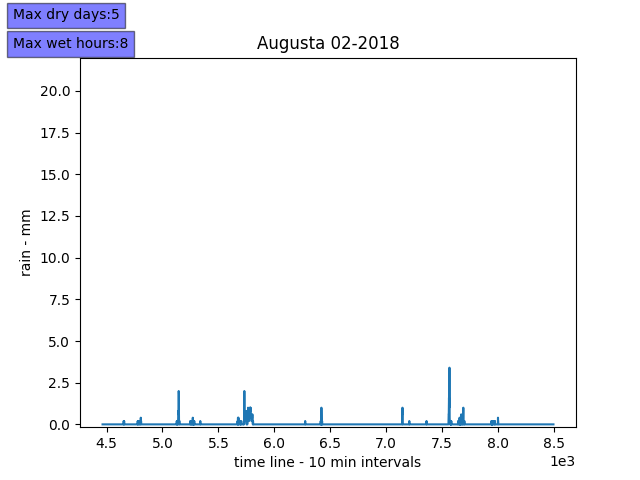 Max dry days:5
Max wet hours:8
Augusta 02-2018
rain - mm
20.0
17.5
15.0
12.5
10.0
7.5
5.0
2.5
0.0
4.5 5.0 5.5 6.0 6.5 7.0 7.5 8.0 8.5
1e3
time line - 10 min intervals